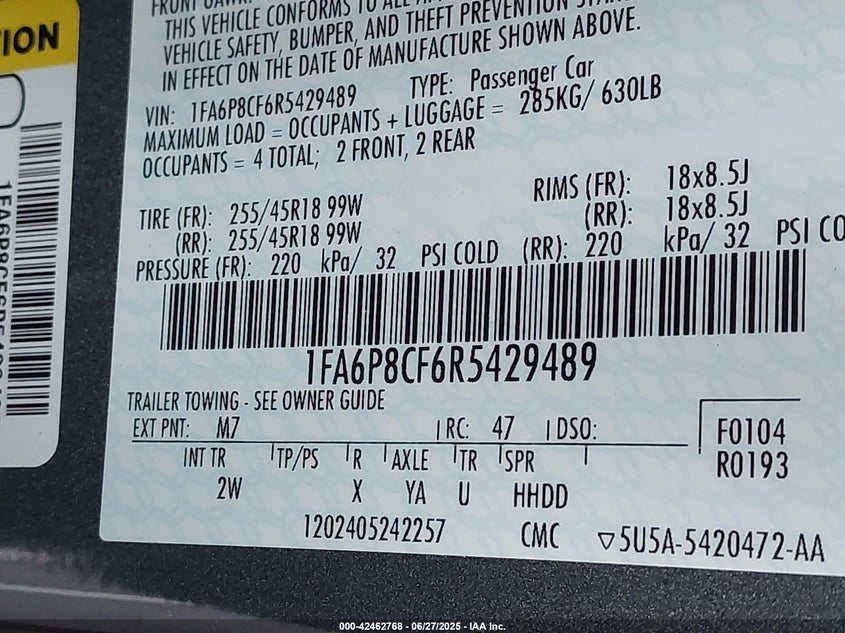 THIS VEHICLE CONFORMS TO ALL
VEHICLE SAFETY, BUMPER, AND THEFT PREVENTION
IN EFFECT ON THE DATE OF MANUFACTURE SHOWN ABOVE.
VIN: 1FA6P8CF6R5429489 TYPE: Passenger Car
MAXIMUM LOAD = OCCUPANTS + LUGGAGE = 285KG/ 630LB
OCCUPANTS = 4 TOTAL; 2 FRONT, 2 REAR
TIRE (FR): 255/45R18 99W RIMS (FR): 18x8.5J
(RR): 255/45R18 99W (RR): 18x8.5J
PRESSURE (FR): 220 kPa/ 32 PSI COLD (RR): 220 kPa/ 32 PSI CO
1FA6P8CF6R5429489
TRAILER TOWING - SEE OWNER GUIDE
EXT PNT: M7 RC: 47 DSO: F0104
INT TR TP/PS R AXLE TR SPR R0193
2W X YA U HHDD
1202405242257 CMC ▽5U5A-5420472-AA
TION
000-42462768 - 06/27/2025 - IAA Inc.